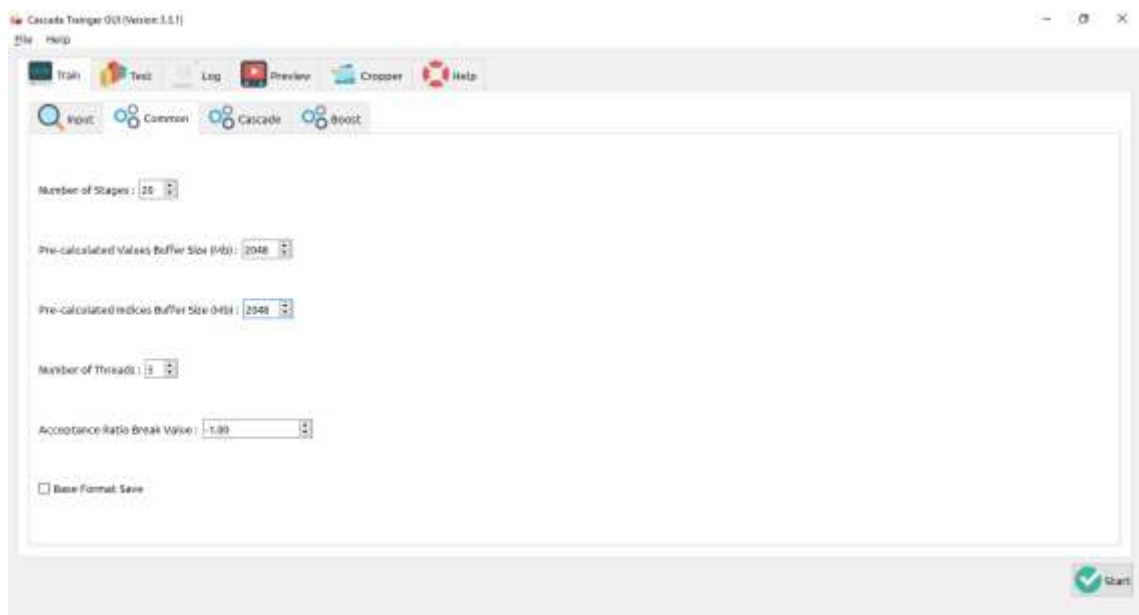 Cascade Trainer GUI (Version 3.3.1)
File Help
Train Test Log Preview Cropper Help
Input Common Cascade Boost
Number of Stages : 20
Pre-calculated Values Buffer Size (Mb) : 2048
Pre-calculated Indices Buffer Size (Mb) : 2048
Number of Threads :
Acceptance Ratio Break Value : -1.00
Base Format Save
Start